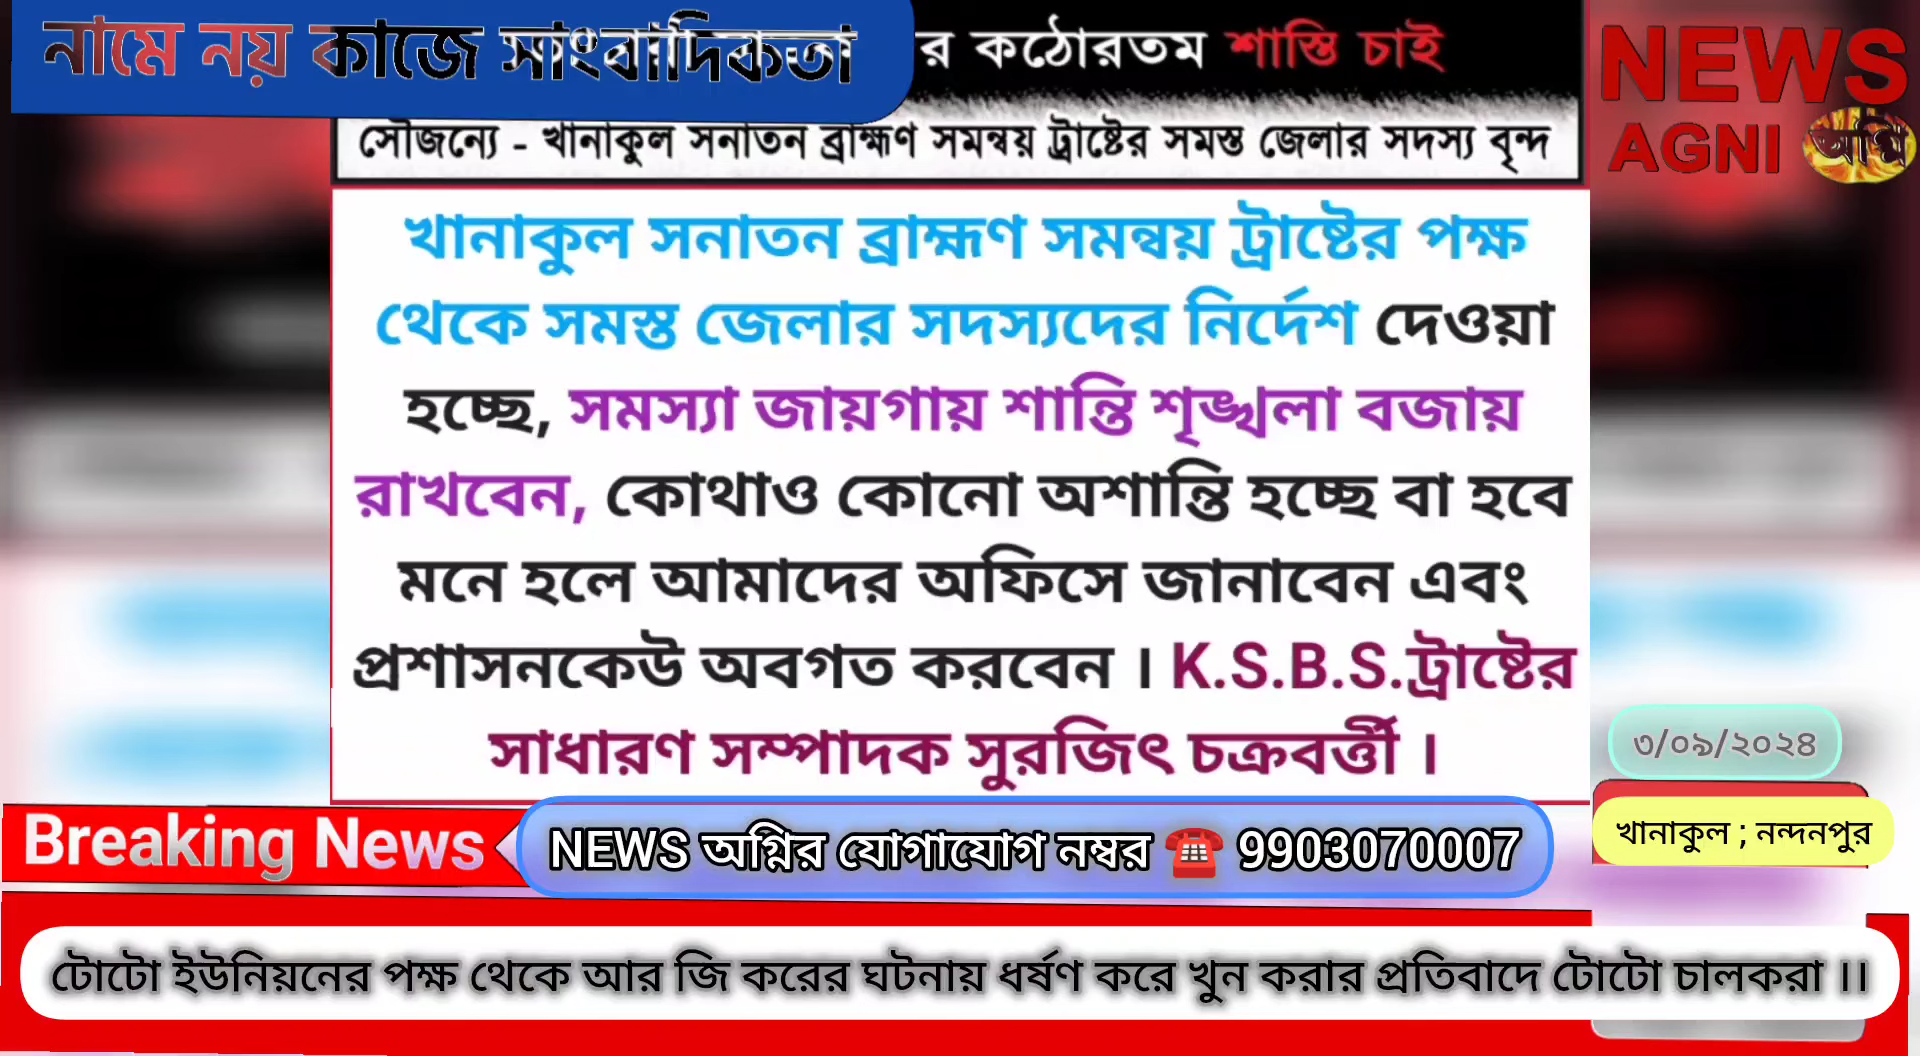 নামে নয় কাজে সাংবাদিকতা
র কঠোরতম শাস্তি চাই
NEWS
AGNI অগ্নি
সৌজন্যে - খানাকুল সনাতন ব্রাহ্মণ সমন্বয় ট্রাষ্টের সমস্ত জেলার সদস্য বৃন্দ
খানাকুল সনাতন ব্রাহ্মণ সমন্বয় ট্রাষ্টের পক্ষ
থেকে সমস্ত জেলার সদস্যদের নির্দেশ দেওয়া
হচ্ছে, সমস্যা জায়গায় শান্তি শৃঙ্খলা বজায়
রাখবেন, কোথাও কোনো অশান্তি হচ্ছে বা হবে
মনে হলে আমাদের অফিসে জানাবেন এবং
প্রশাসনকেউ অবগত করবেন । K.S.B.S.ট্রাষ্টের
সাধারণ সম্পাদক সুরজিৎ চক্রবর্ত্তী ।
৩/০৯/২০২৪
খানাকুল ; নন্দনপুর
Breaking News
NEWS অগ্নির যোগাযোগ নম্বর ☎️ 9903070007
টোটো ইউনিয়নের পক্ষ থেকে আর জি করের ঘটনায় ধর্ষণ করে খুন করার প্রতিবাদে টোটো চালকরা ।।